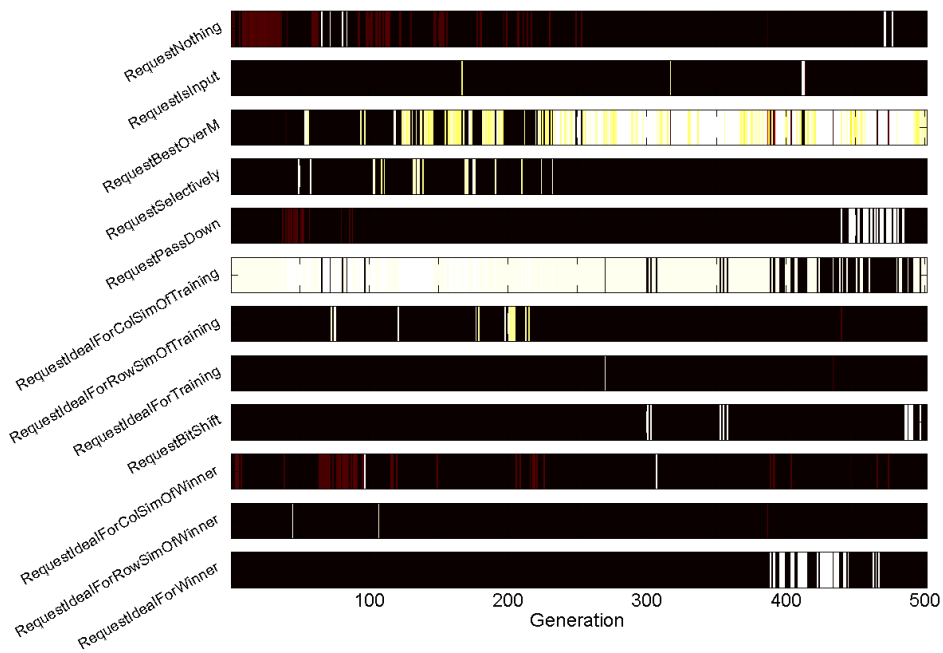 RequestNothing
RequestIsInput
RequestBestOverM
RequestSelectively
RequestPassDown
RequestIdealForColSimOfTraining
RequestIdealForRowSimOfTraining
RequestIdealForTraining
RequestBitShift
RequestIdealForColSimOfWinner
RequestIdealForRowSimOfWinner
RequestIdealForWinner
100 200 300 400 500
Generation